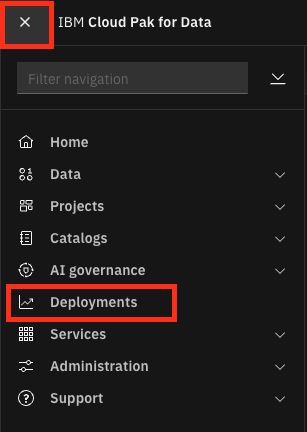 IBM Cloud Pak for Data
Filter navigation
Home
Data
Projects
Catalogs
AI governance
Deployments
Services
Administration
Support